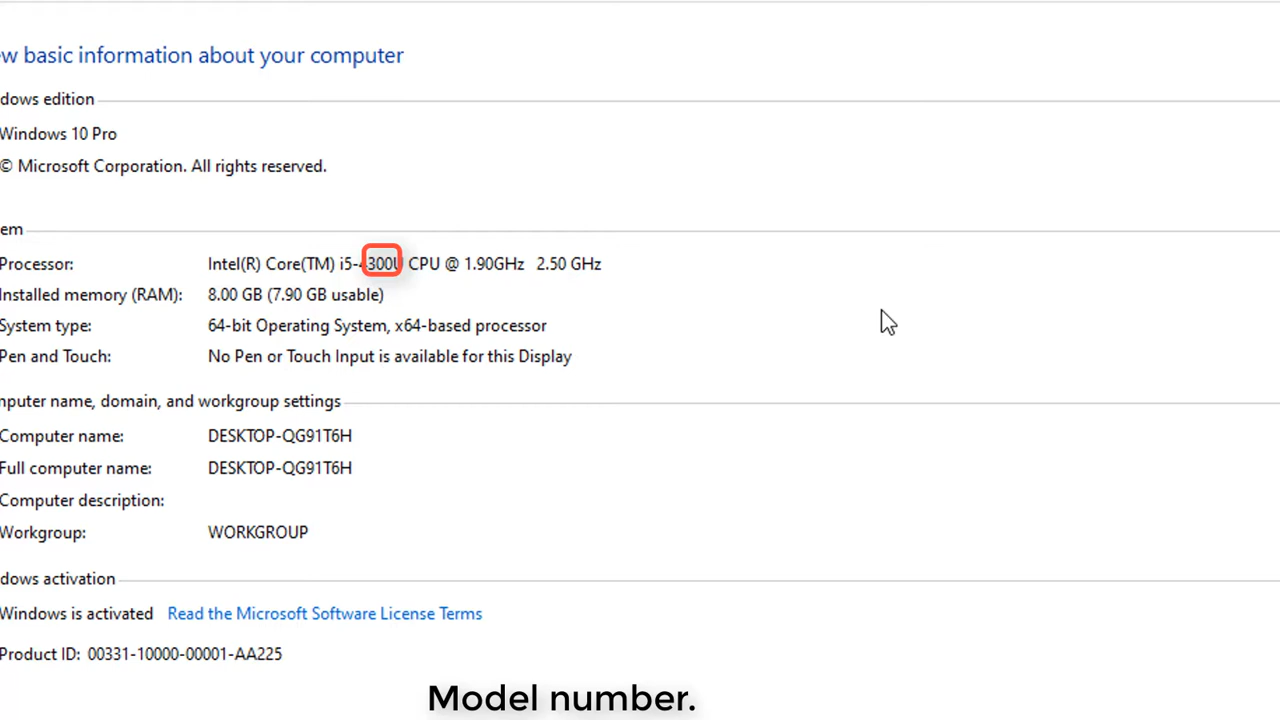 ew basic information about your computer
dows edition
Windows 10 Pro
© Microsoft Corporation. All rights reserved.
em
Processor: Intel(R) Core(TM) i5-4300U CPU @ 1.90GHz 2.50 GHz
Installed memory (RAM): 8.00 GB (7.90 GB usable)
System type: 64-bit Operating System, x64-based processor
Pen and Touch: No Pen or Touch Input is available for this Display
nputer name, domain, and workgroup settings
Computer name: DESKTOP-QG91T6H
Full computer name: DESKTOP-QG91T6H
Computer description:
Workgroup: WORKGROUP
dows activation
Windows is activated Read the Microsoft Software License Terms
Product ID: 00331-10000-00001-AA225
Model number.